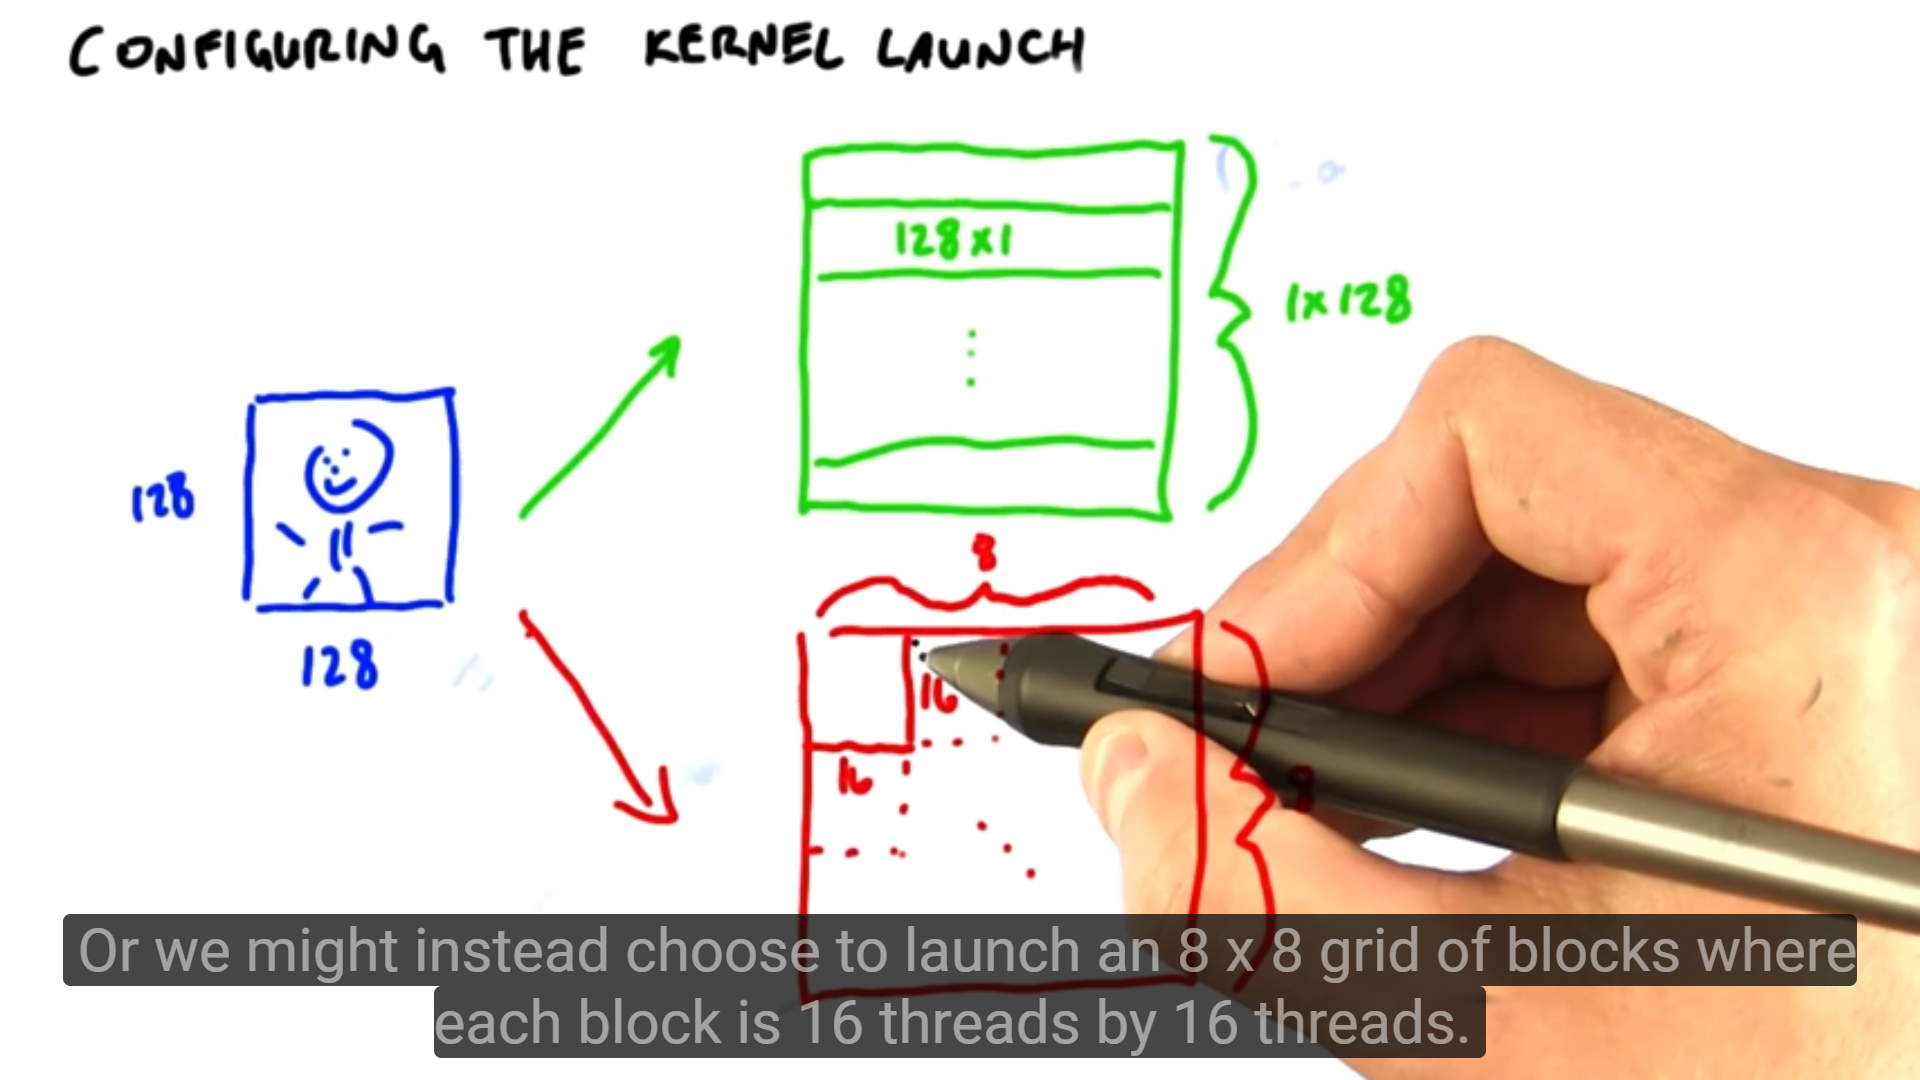 CONFIGURING THE KERNEL LAUNCH
128x1
1x128
128
128
8
16
16
8
Or we might instead choose to launch an 8 x 8 grid of blocks where
each block is 16 threads by 16 threads.